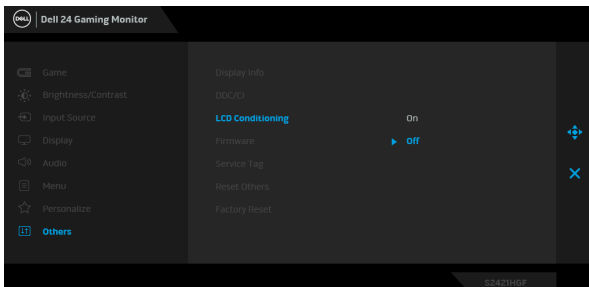 DELL Dell 24 Gaming Monitor
Game
Brightness/Contrast
Input Source
Display
Audio
Menu
Personalize
Others
Display Info
DDC/CI
LCD Conditioning On
Firmware Off
Service Tag
Reset Others
Factory Reset
S2421HGF